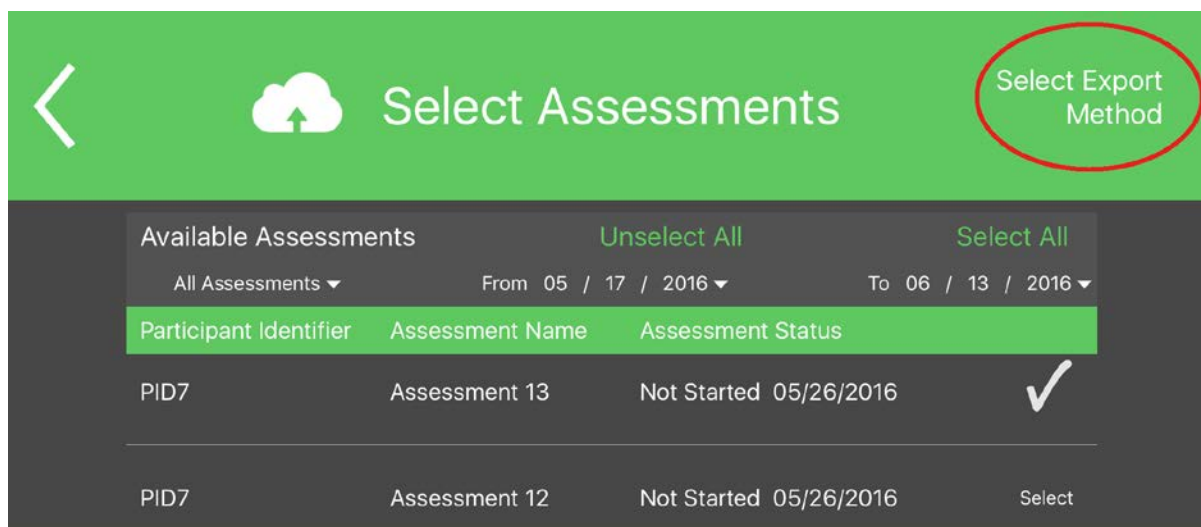 Select Assessments
Select Export
Method
Available Assessments Unselect All Select All
All Assessments From 05 / 17 / 2016 To 06 / 13 / 2016
Participant Identifier Assessment Name Assessment Status
PID7 Assessment 13 Not Started 05/26/2016
PID7 Assessment 12 Not Started 05/26/2016 Select